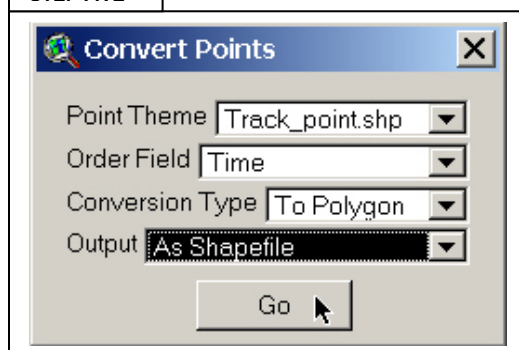 Convert Points
Point Theme Track_point.shp
Order Field Time
Conversion Type To Polygon
Output As Shapefile
Go